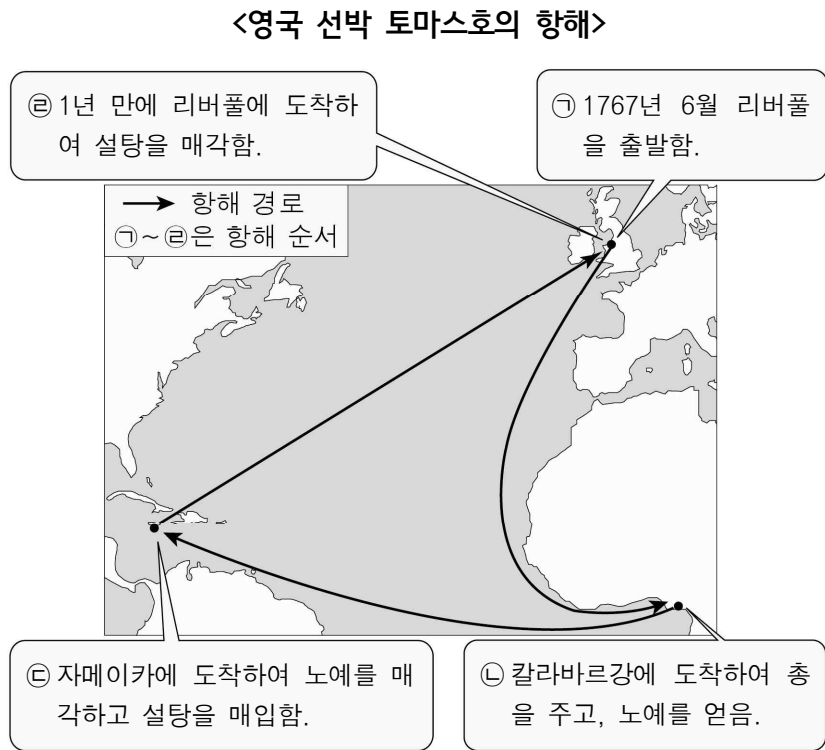 <영국 선박 토마스호의 항해>
㉣ 1년 만에 리버풀에 도착하
여 설탕을 매각함.
㉠ 1767년 6월 리버풀
을 출발함.
→ 항해 경로
㉠~㉣은 항해 순서
㉢ 자메이카에 도착하여 노예를 매
각하고 설탕을 매입함.
㉡ 칼라바르강에 도착하여 총
을 주고, 노예를 얻음.